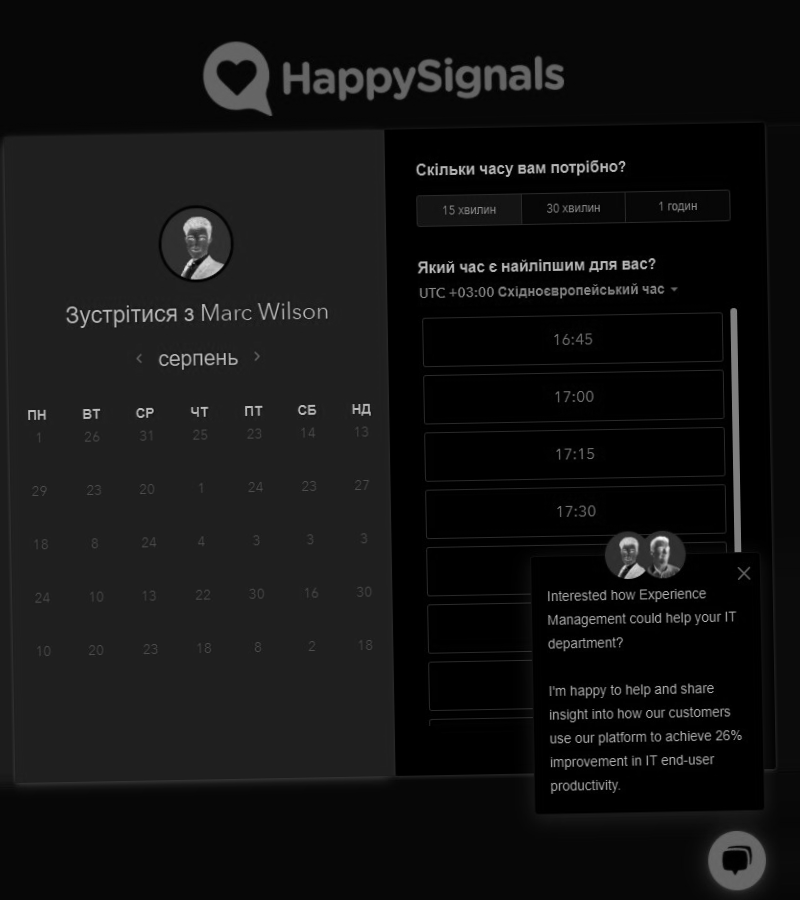 HappySignals
Зустрітися з Marc Wilson
серпень
ПН ВТ СР ЧТ ПТ СБ НД
1 26 31 25 23 14 13
29 23 20 1 24 23 27
18 8 24 4 3 3 3
24 10 13 22 30 16 30
10 20 23 18 8 2 18
Скільки часу вам потрібно?
15 хвилин 30 хвилин 1 годин
Який час є найліпшим для вас?
UTC +03:00 Східноєвропейський час
16:45
17:00
17:15
17:30
Interested how Experience
Management could help your IT
department?
I'm happy to help and share
insight into how our customers
use our platform to achieve 26%
improvement in IT end-user
productivity.